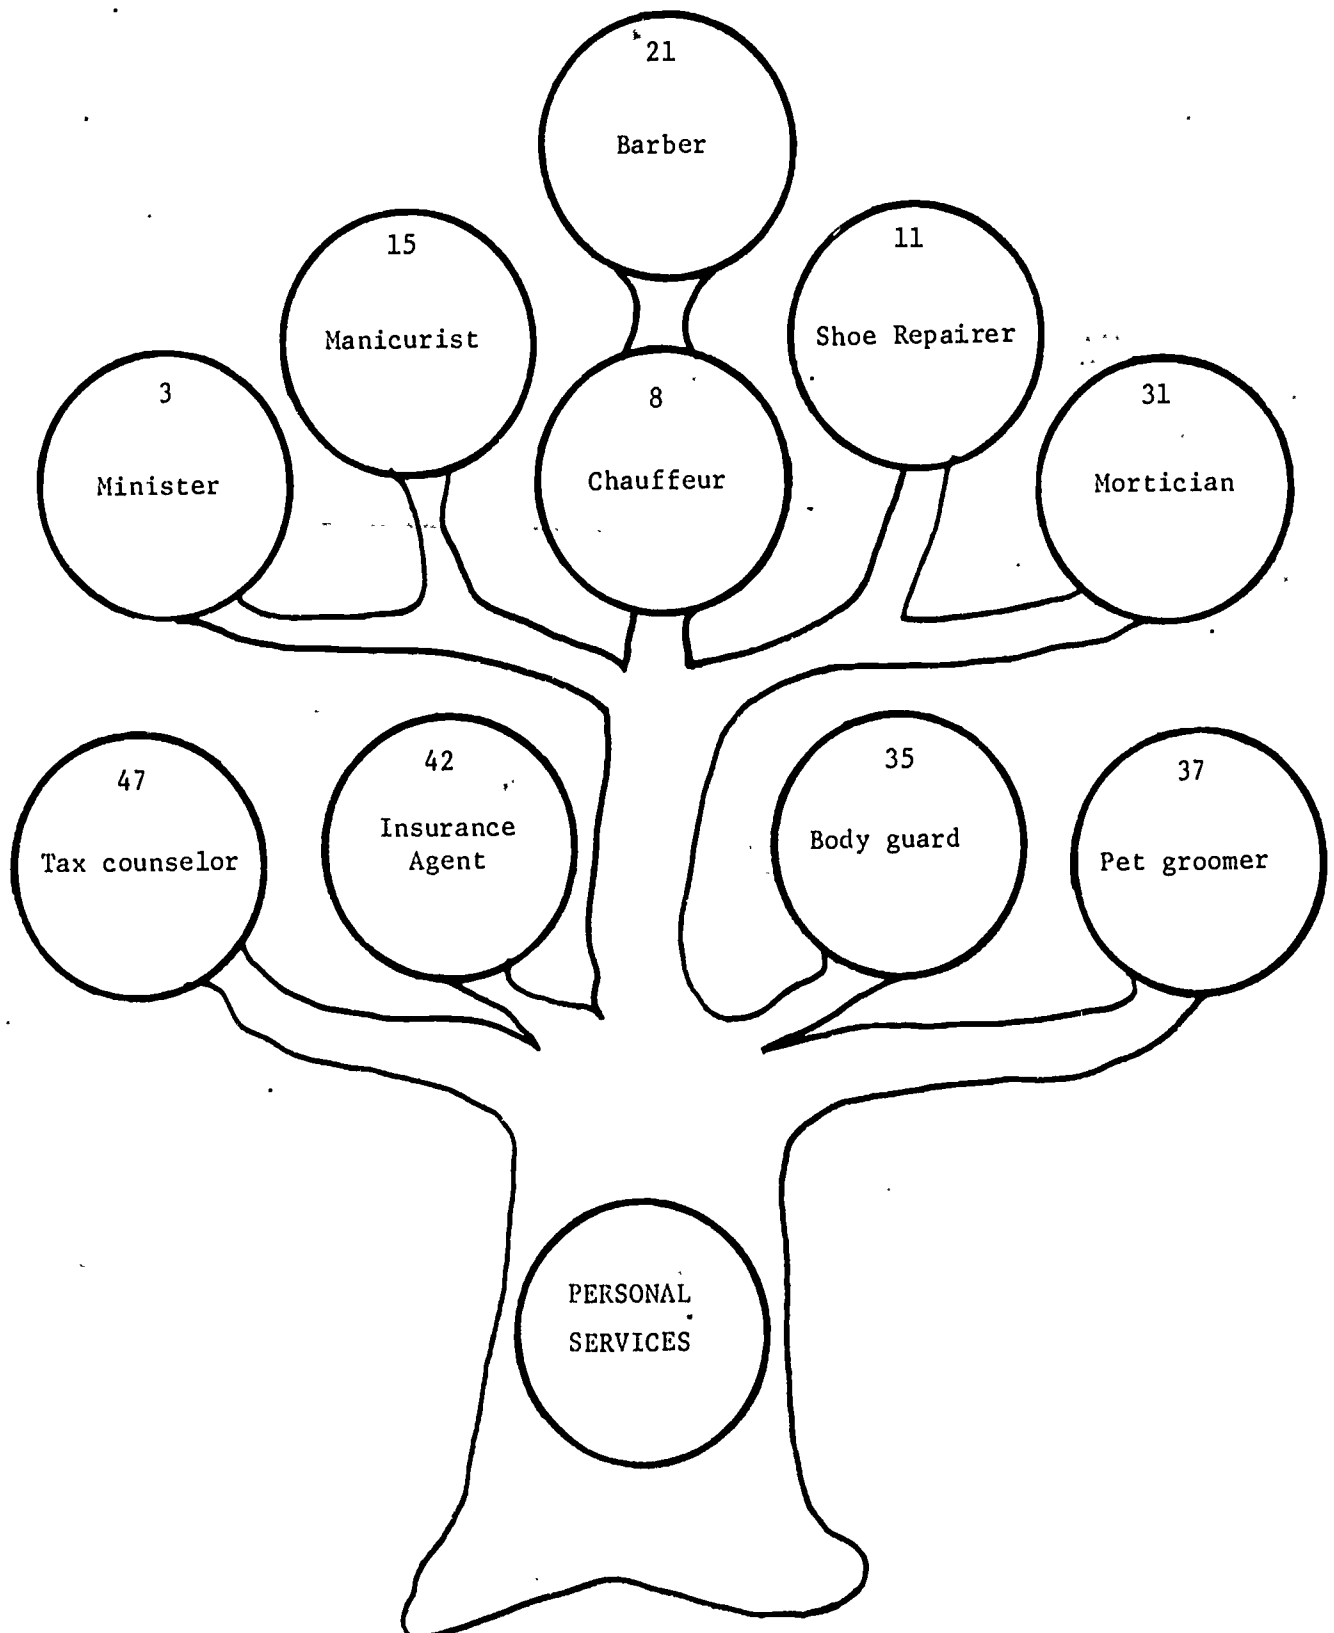 21
Barber
15
Manicurist
11
Shoe Repairer
3
Minister
8
Chauffeur
31
Mortician
47
Tax counselor
42
Insurance
Agent
35
Body guard
37
Pet groomer
PERSONAL
SERVICES